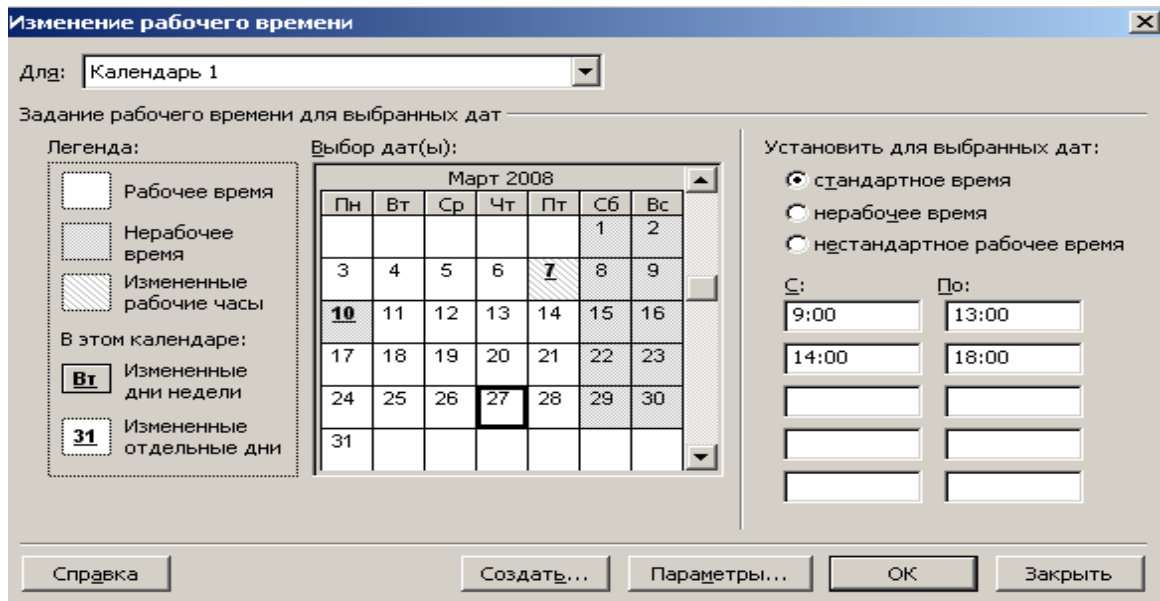 Изменение рабочего времени
Для: Календарь 1
Задание рабочего времени для выбранных дат
Легенда:
Рабочее время
Нерабочее
время
Измененные
рабочие часы
В этом календаре:
Вт Измененные
дни недели
31 Измененные
отдельные дни
Выбор дат(ы):
Март 2008
Пн Вт Ср Чт Пт Сб Вс
1 2
3 4 5 6 7 8 9
10 11 12 13 14 15 16
17 18 19 20 21 22 23
24 25 26 27 28 29 30
31
Установить для выбранных дат:
стандартное время
нерабочее время
нестандартное рабочее время
С: По:
9:00 13:00
14:00 18:00
Справка Создать... Параметры... ОК Закрыть